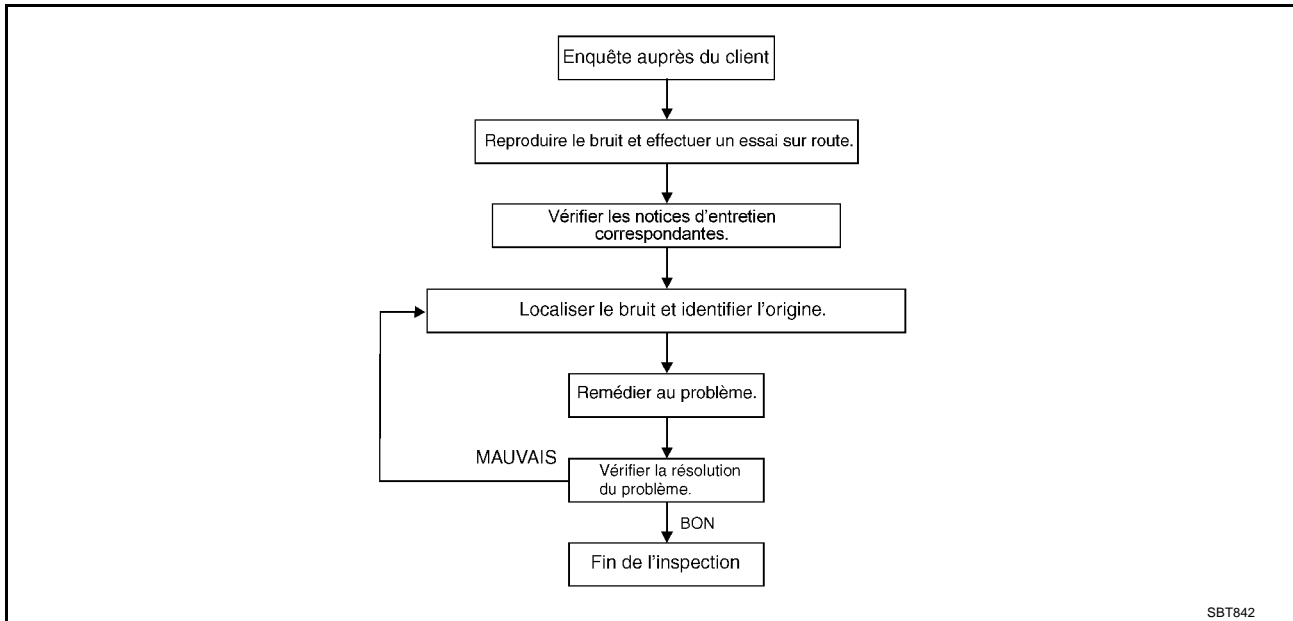 Enquête auprès du client
Reproduire le bruit et effectuer un essai sur route.
Vérifier les notices d'entretien
correspondantes.
Localiser le bruit et identifier l'origine.
Remédier au problème.
MAUVAIS
Vérifier la résolution
du problème.
BON
Fin de l'inspection
SBT842